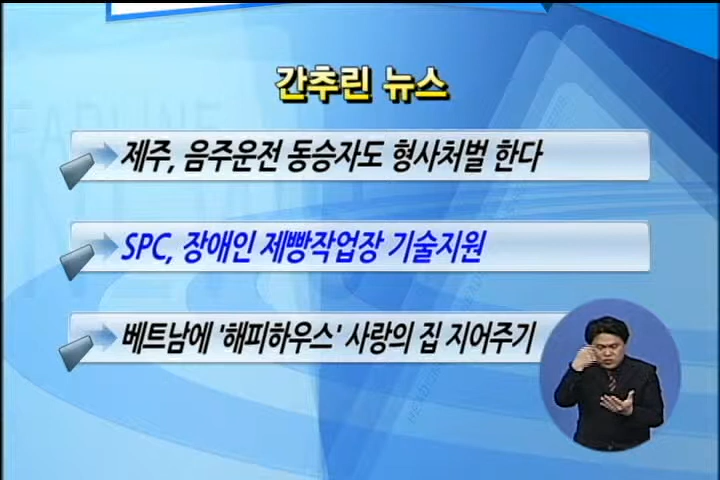 간추린 뉴스
제주, 음주운전 동승자도 형사처벌 한다
SPC, 장애인 제빵작업장 기술지원
베트남에 '해피하우스' 사랑의 집 지어주기